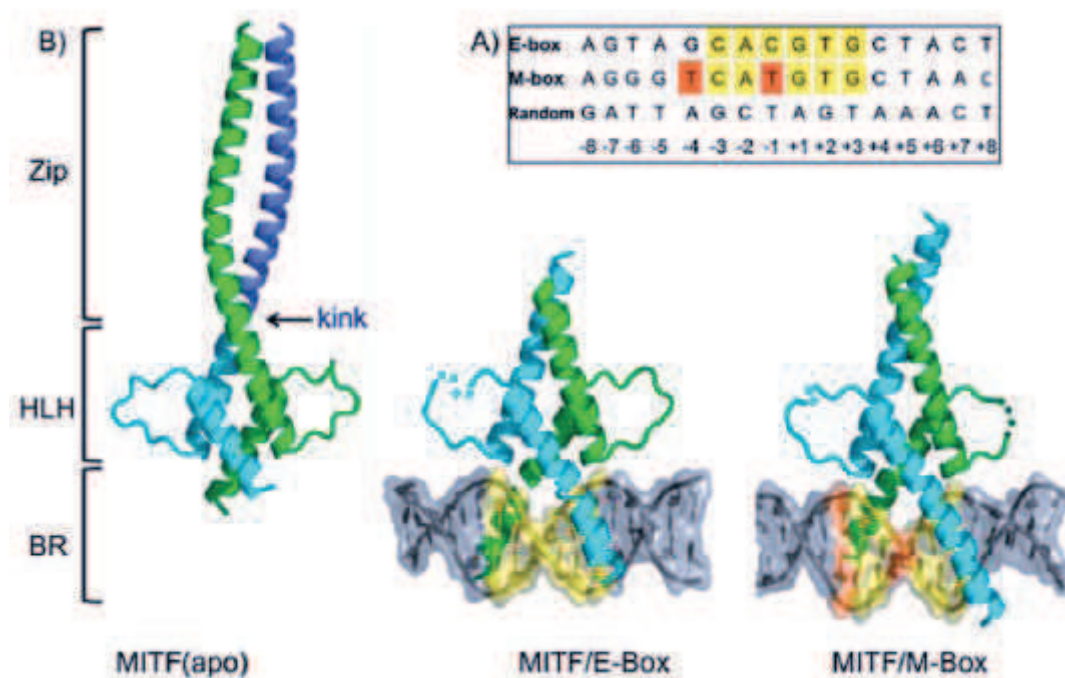 B)
A)
E-box A G T A G C A C G T G C T A C T
M-box A G G G T C A T G T G C T A A C
Random G A T T A G C T A G T A A A C T
-8 -7 -6 -5 -4 -3 -2 -1 +1 +2 +3 +4 +5 +6 +7 +8
Zip
kink
HLH
BR
MITF(apo)
MITF/E-Box
MITF/M-Box